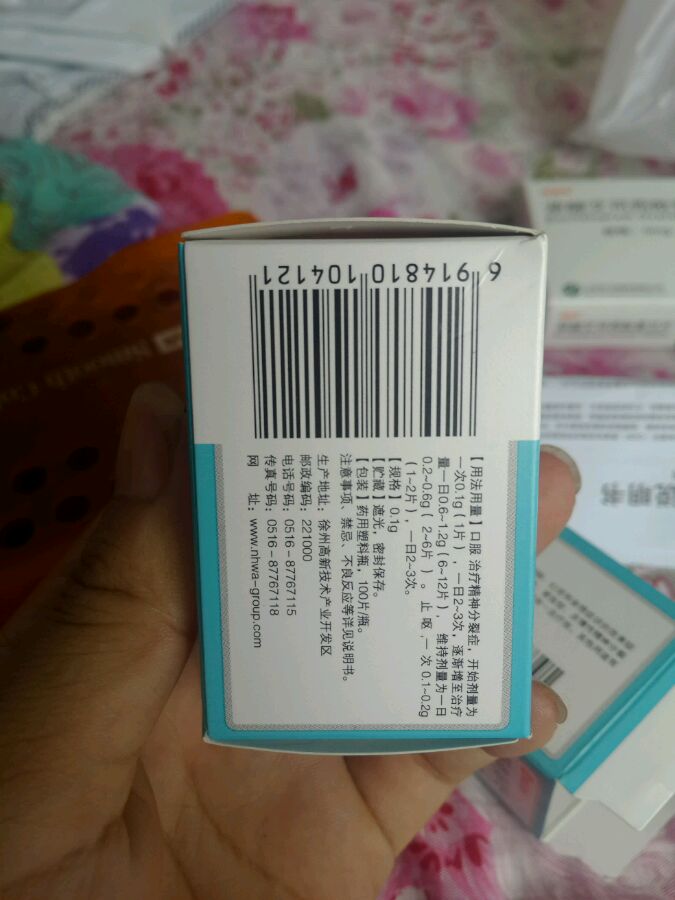 6 914810 104121
【用法用量】口服 治疗精神分裂症，开始剂量为
一次0.1g(1片)，一日2~3次，逐渐增至治疗
量一日0.6~1.2g(6~12片)，维持剂量为一日
0.2~0.6g( 2~6片 )。止呕,一次 0.1~0.2g
(1~2片)，一日2~3次。
【规格】0.1g
【贮藏】遮光，密封保存。
【包装】药用塑料瓶，100片/瓶。
注意事项、禁忌、不良反应等详见说明书。
生产地址：徐州高新技术产业开发区
邮政编码：221000
电话号码：0516－87767115
传真号码：0516－87767118
网 址：www.nhwa-group.com
说明书